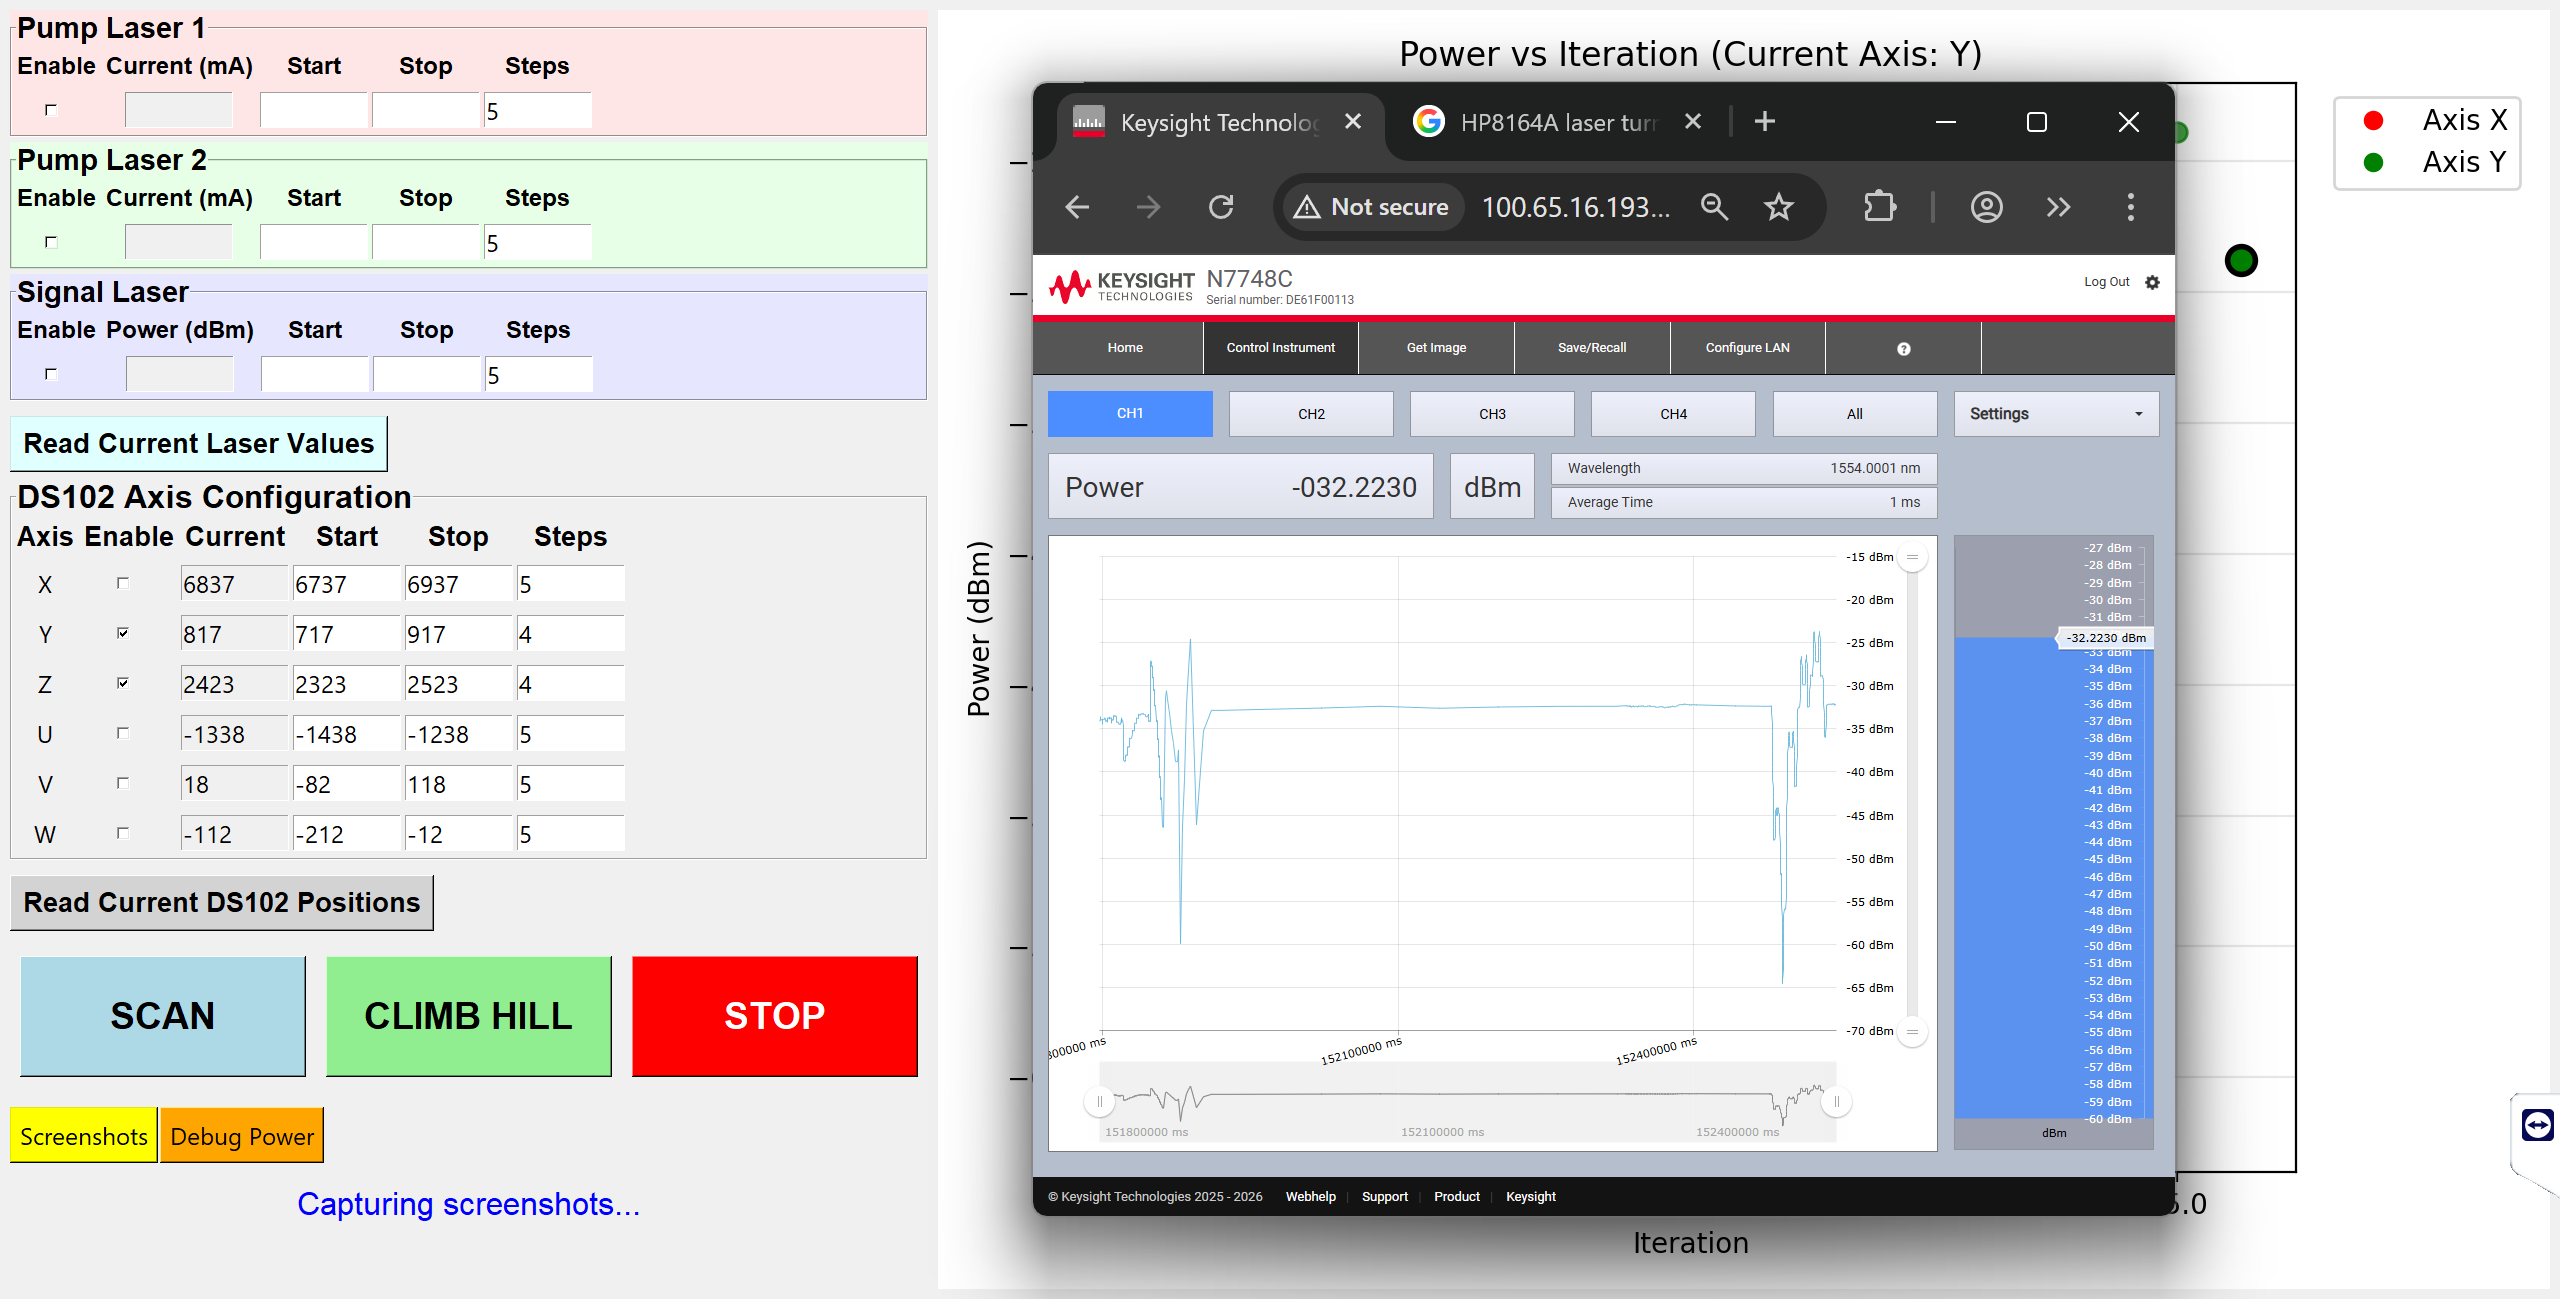 Pump Laser 1
Enable Current (mA) Start Stop Steps
5
Pump Laser 2
Enable Current (mA) Start Stop Steps
5
Signal Laser
Enable Power (dBm) Start Stop Steps
5
Read Current Laser Values
DS102 Axis Configuration
Axis Enable Current Start Stop Steps
X 6837 6737 6937 5
Y 817 717 917 4
Z 2423 2323 2523 4
U -1338 -1438 -1238 5
V 18 -82 118 5
W -112 -212 -12 5
Read Current DS102 Positions
SCAN CLIMB HILL STOP
Screenshots Debug Power
Capturing screenshots...
Power vs Iteration (Current Axis: Y)
Axis X
Axis Y
Power (dBm)
Iteration
Keysight Technolo
HP8164A laser turn
Not secure 100.65.16.193...
KEYSIGHT TECHNOLOGIES
N7748C
Serial number: DE61F00113
Log Out
Home Control Instrument Get Image Save/Recall Configure LAN ?
CH1 CH2 CH3 CH4 All Settings
Power -032.2230 dBm
Wavelength 1554.0001 nm
Average Time 1 ms
-15 dBm
-20 dBm
-25 dBm
-30 dBm
-35 dBm
-40 dBm
-45 dBm
-50 dBm
-55 dBm
-60 dBm
-65 dBm
-70 dBm
152100000 ms 152400000 ms
151800000 ms 152100000 ms 152400000 ms
-27 dBm
-28 dBm
-29 dBm
-30 dBm
-31 dBm
-32.2230 dBm
-33 dBm
-34 dBm
-35 dBm
-36 dBm
-37 dBm
-38 dBm
-39 dBm
-40 dBm
-41 dBm
-42 dBm
-43 dBm
-44 dBm
-45 dBm
-46 dBm
-47 dBm
-48 dBm
-49 dBm
-50 dBm
-51 dBm
-52 dBm
-53 dBm
-54 dBm
-55 dBm
-56 dBm
-57 dBm
-58 dBm
-59 dBm
-60 dBm
dBm
© Keysight Technologies 2025 - 2026 Webhelp Support Product Keysight